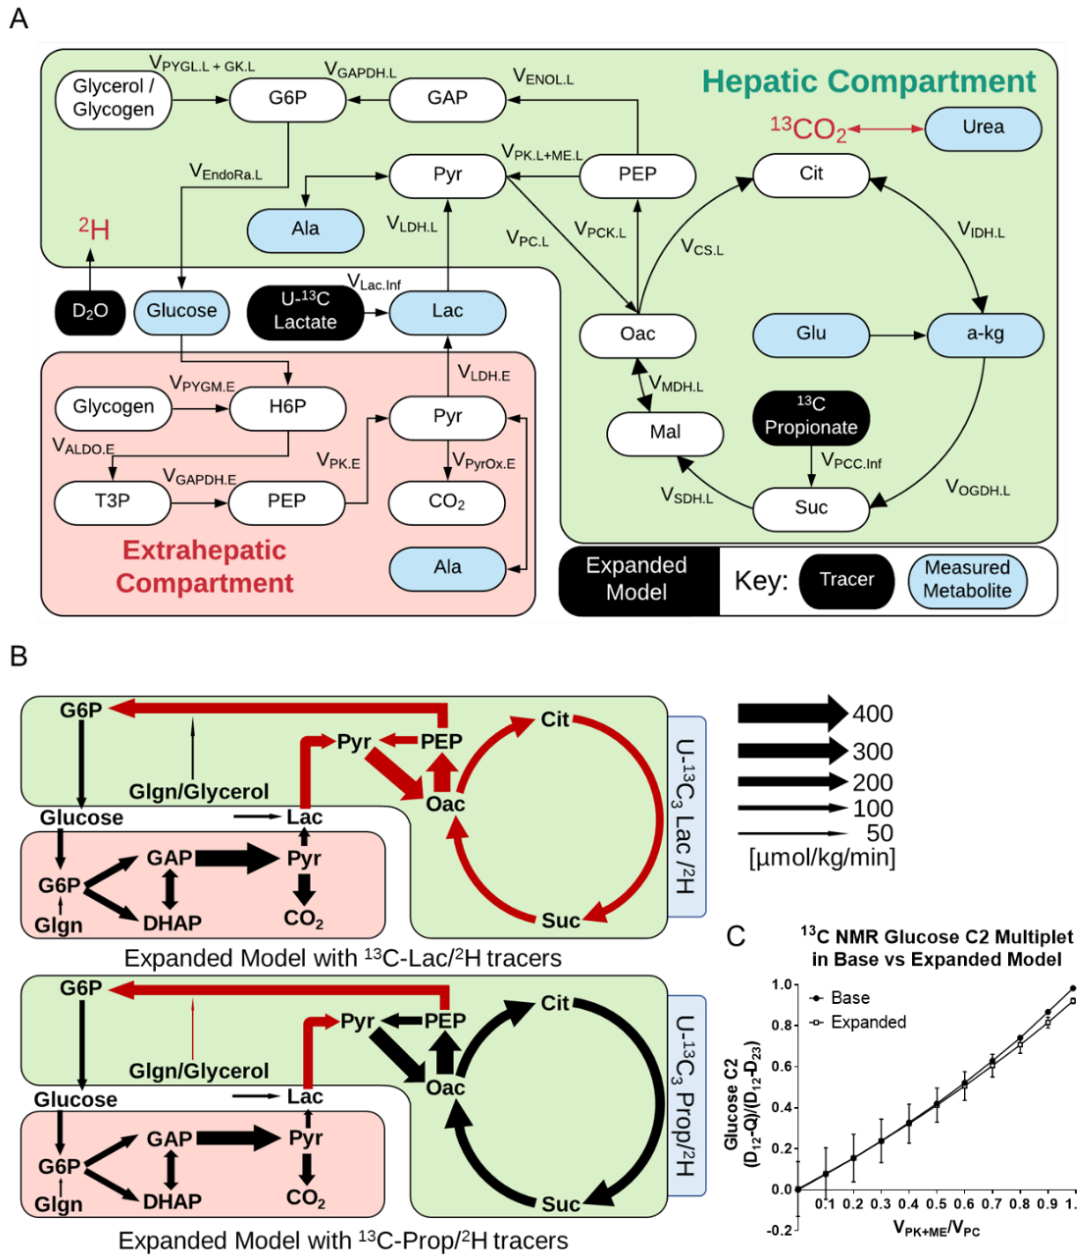 A
Hepatic Compartment
V_PYGL.L + GK.L
V_GAPDH.L
V_ENOL.L
Glycerol /
Glycogen
G6P
GAP
¹³CO₂
Urea
V_PK.L+ME.L
Pyr
PEP
Cit
V_EndoRa.L
Ala
V_LDH.L
V_PC.L
V_PCK.L
V_CS.L
V_IDH.L
²H
V_Lac.Inf
D₂O
Glucose
U-¹³C
Lactate
Lac
Oac
Glu
a-kg
V_PYGM.E
V_LDH.E
V_MDH.L
Glycogen
H6P
Pyr
Mal
¹³C
Propionate
V_ALDO.E
V_GAPDH.E
V_PK.E
V_PyrOx.E
V_PCC.Inf
T3P
PEP
CO₂
V_SDH.L
Suc
V_OGDH.L
Extrahepatic
Compartment
Ala
Expanded
Model
Key:
Tracer
Measured
Metabolite
B
G6P
Pyr
PEP
Cit
Glgn/Glycerol
Oac
Glucose
Lac
GAP
Pyr
G6P
Glgn
DHAP
CO₂
Suc
U-¹³C₃ Lac /²H
Expanded Model with ¹³C-Lac/²H tracers
400
300
200
100
50
[µmol/kg/min]
G6P
Pyr
PEP
Cit
Glgn/Glycerol
Oac
Glucose
Lac
GAP
Pyr
G6P
Glgn
DHAP
CO₂
Suc
U-¹³C₃ Prop/²H
Expanded Model with ¹³C-Prop/²H tracers
C
¹³C NMR Glucose C2 Multiplet
in Base vs Expanded Model
Base
Expanded
Glucose C2
(D₁₂-Q)/(D₁₂-D₂₃)
1.0
0.8
0.6
0.4
0.2
0.0
-0.2
0.1 0.2 0.3 0.4 0.5 0.6 0.7 0.8 0.9 1.
V_PK+ME/V_PC